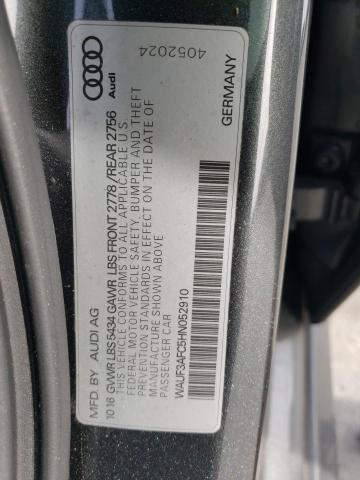 MFD. BY AUDI AG
Audi
10 16 GVWR LBS 5434 GAWR LBS FRONT 2778 /REAR 2756
THIS VEHICLE CONFORMS TO ALL APPLICABLE U.S.
FEDERAL MOTOR VEHICLE SAFETY, BUMPER AND THEFT
PREVENTION STANDARDS IN EFFECT ON THE DATE OF
MANUFACTURE SHOWN ABOVE
PASSENGER CAR
WAUF3AFC5HN052910
GERMANY
4052024